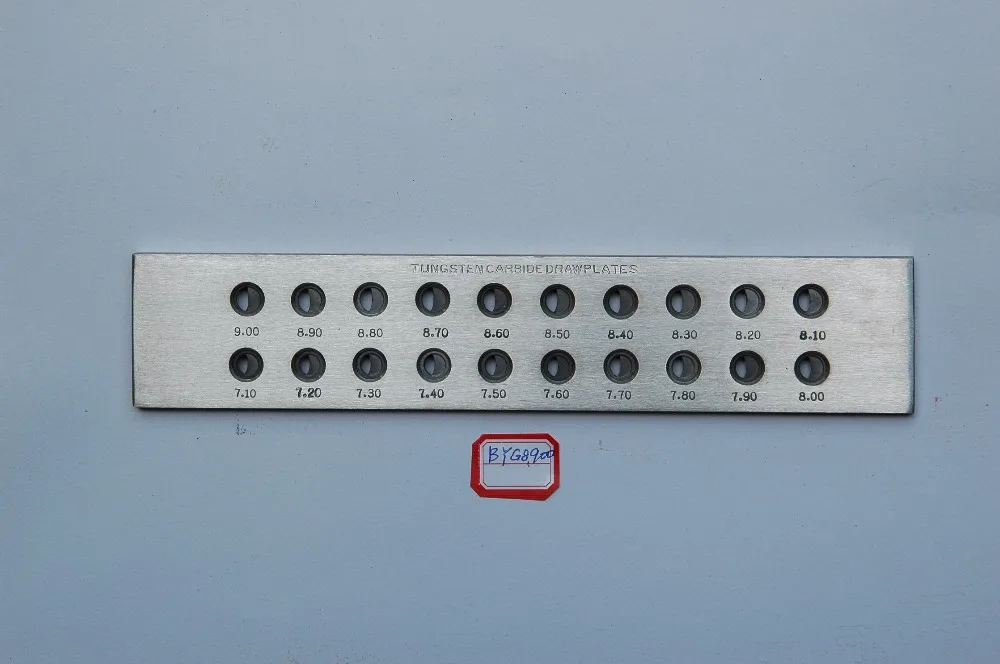 TUNGSTEN CARBIDE DRAWPLATES
9.00 8.90 8.80 8.70 8.60 8.50 8.40 8.30 8.20 8.10
7.10 7.20 7.30 7.40 7.50 7.60 7.70 7.80 7.90 8.00
BYG8900